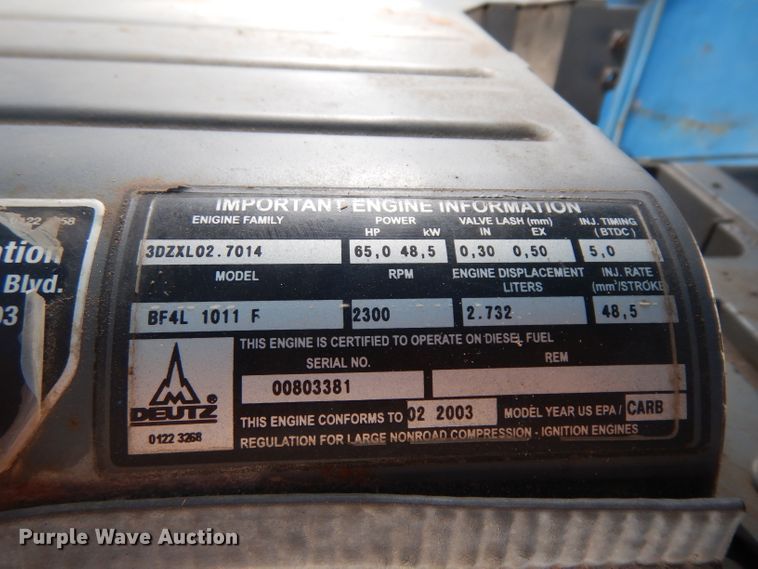 IMPORTANT ENGINE INFORMATION
ENGINE FAMILY POWER VALVE LASH (mm) INJ. TIMING
HP kW IN EX (BTDC)
3DZXL02.7014 65,0 48,5 0,30 0,50 5,0
MODEL RPM ENGINE DISPLACEMENT INJ. RATE
LITERS (mm³/STROKE)
BF4L 1011 F 2300 2.732 48,5
THIS ENGINE IS CERTIFIED TO OPERATE ON DIESEL FUEL
SERIAL NO. REM
00803381
DEUTZ ®
0122 3268
THIS ENGINE CONFORMS TO 02 2003 MODEL YEAR US EPA / CARB
REGULATION FOR LARGE NONROAD COMPRESSION - IGNITION ENGINES
Blvd.
03
Purple Wave Auction